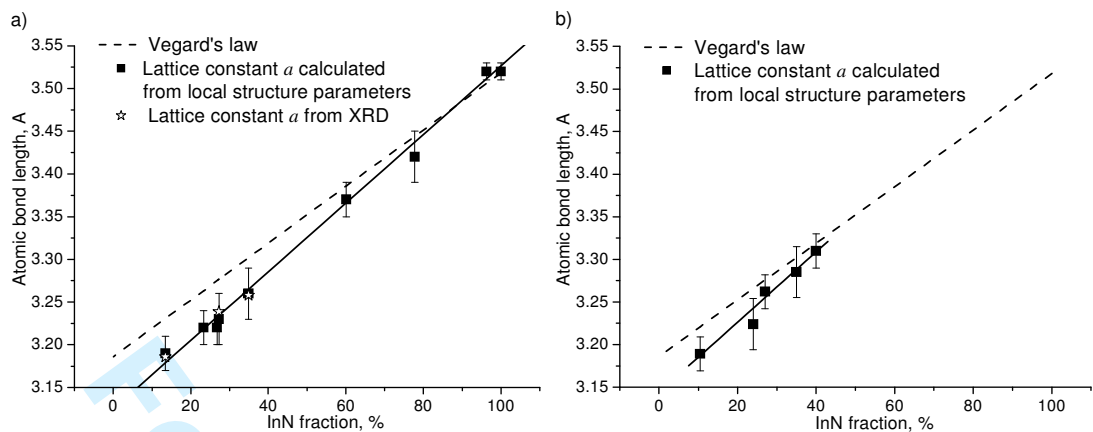 a)
3.55
3.50
3.45
3.40
3.35
3.30
3.25
3.20
3.15
Atomic bond length, A
Vegard's law
Lattice constant a calculated
from local structure parameters
Lattice constant a from XRD
0 20 40 60 80 100
InN fraction, %
b)
3.55
3.50
3.45
3.40
3.35
3.30
3.25
3.20
3.15
Atomic bond length, A
Vegard's law
Lattice constant a calculated
from local structure parameters
0 20 40 60 80 100
InN fraction, %